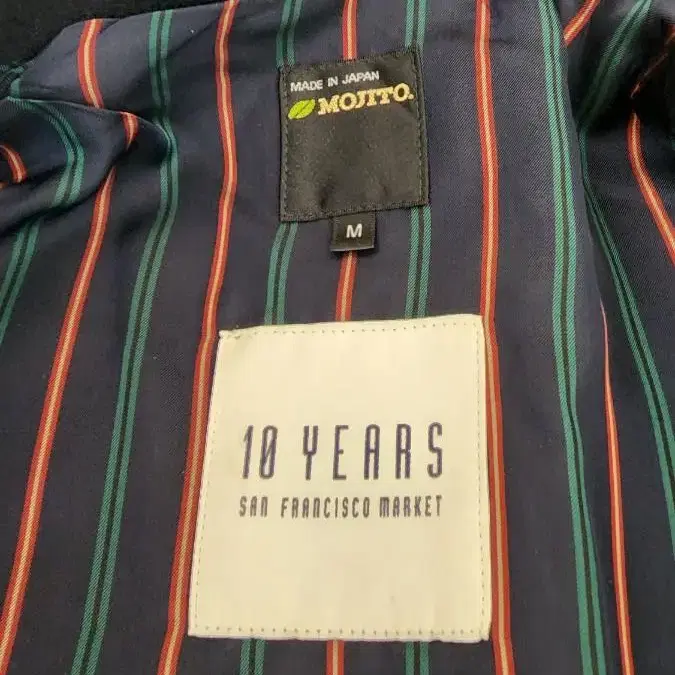 MADE IN JAPAN
MOJITO.
M
10 YEARS
SAN FRANCISCO MARKET